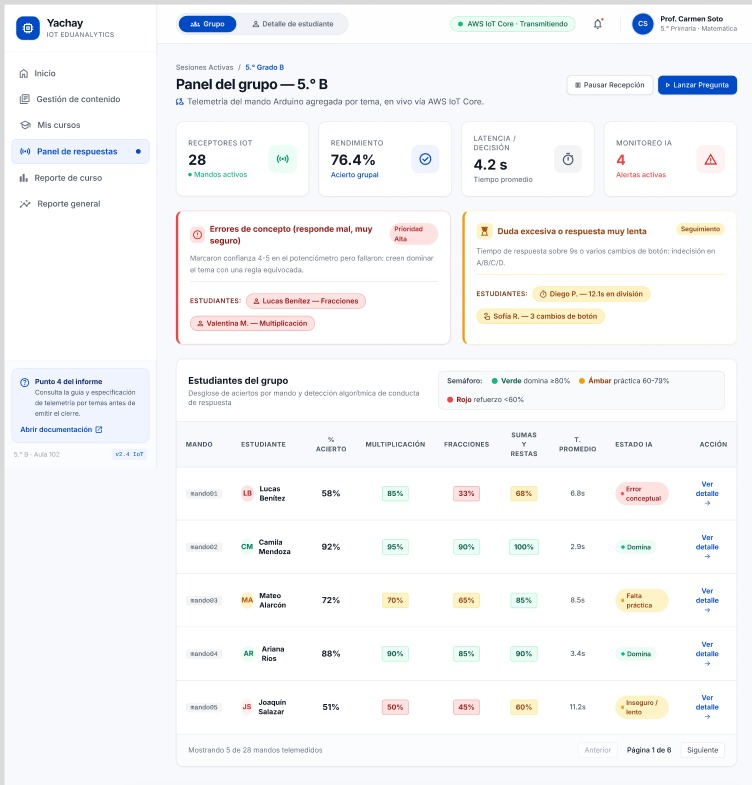 Yachay
IOT EDUANALYTICS
Inicio
Gestión de contenido
Mis cursos
Panel de respuestas
Reporte de curso
Reporte general
Punto 4 del informe
Consulta la guía y especificación
de telemetría por temas antes de
emitir el cierre.
Abrir documentación
5.° B · Aula 102
v2.4 IoT
Grupo
Detalle de estudiante
AWS IoT Core · Transmitiendo
CS
Prof. Carmen Soto
5.° Primaria · Matemática
Sesiones Activas / 5.° Grado B
Panel del grupo — 5.° B
Telemetría del mando Arduino agregada por tema, en vivo vía AWS IoT Core.
Pausar Recepción
Lanzar Pregunta
RECEPTORES IOT
28
Mandos activos
RENDIMIENTO
76.4%
Acierto grupal
LATENCIA /
DECISIÓN
4.2 s
Tiempo promedio
MONITOREO IA
4
Alertas activas
Errores de concepto (responde mal, muy
seguro)
Prioridad
Alta
Marcaron confianza 4-5 en el potenciómetro pero fallaron: creen dominar
el tema con una regla equivocada.
ESTUDIANTES:
Lucas Benítez — Fracciones
Valentina M. — Multiplicación
Duda excesiva o respuesta muy lenta
Seguimiento
Tiempo de respuesta sobre 9s o varios cambios de botón: indecisión en
A/B/C/D.
ESTUDIANTES:
Diego P. — 12.1s en división
Sofía R. — 3 cambios de botón
Estudiantes del grupo
Desglose de aciertos por mando y detección algorítmica de conducta
de respuesta
Semáforo:
Verde domina ≥80%
Ámbar práctica 60-79%
Rojo refuerzo <60%
MANDO
ESTUDIANTE
%
ACIERTO
MULTIPLICACIÓN
FRACCIONES
SUMAS
Y
RESTAS
T.
PROMEDIO
ESTADO IA
ACCIÓN
mando01
LB
Lucas
Benítez
58%
85%
33%
68%
6.8s
Error
conceptual
Ver
detalle
→
mando02
CM
Camila
Mendoza
92%
95%
90%
100%
2.9s
Domina
Ver
detalle
→
mando03
MA
Mateo
Alarcón
72%
70%
65%
85%
8.5s
Falta
práctica
Ver
detalle
→
mando04
AR
Ariana
Ríos
88%
90%
85%
90%
3.4s
Domina
Ver
detalle
→
mando05
JS
Joaquín
Salazar
51%
50%
45%
60%
11.2s
Inseguro /
lento
Ver
detalle
→
Mostrando 5 de 28 mandos telemedidos
Anterior
Página 1 de 6
Siguiente